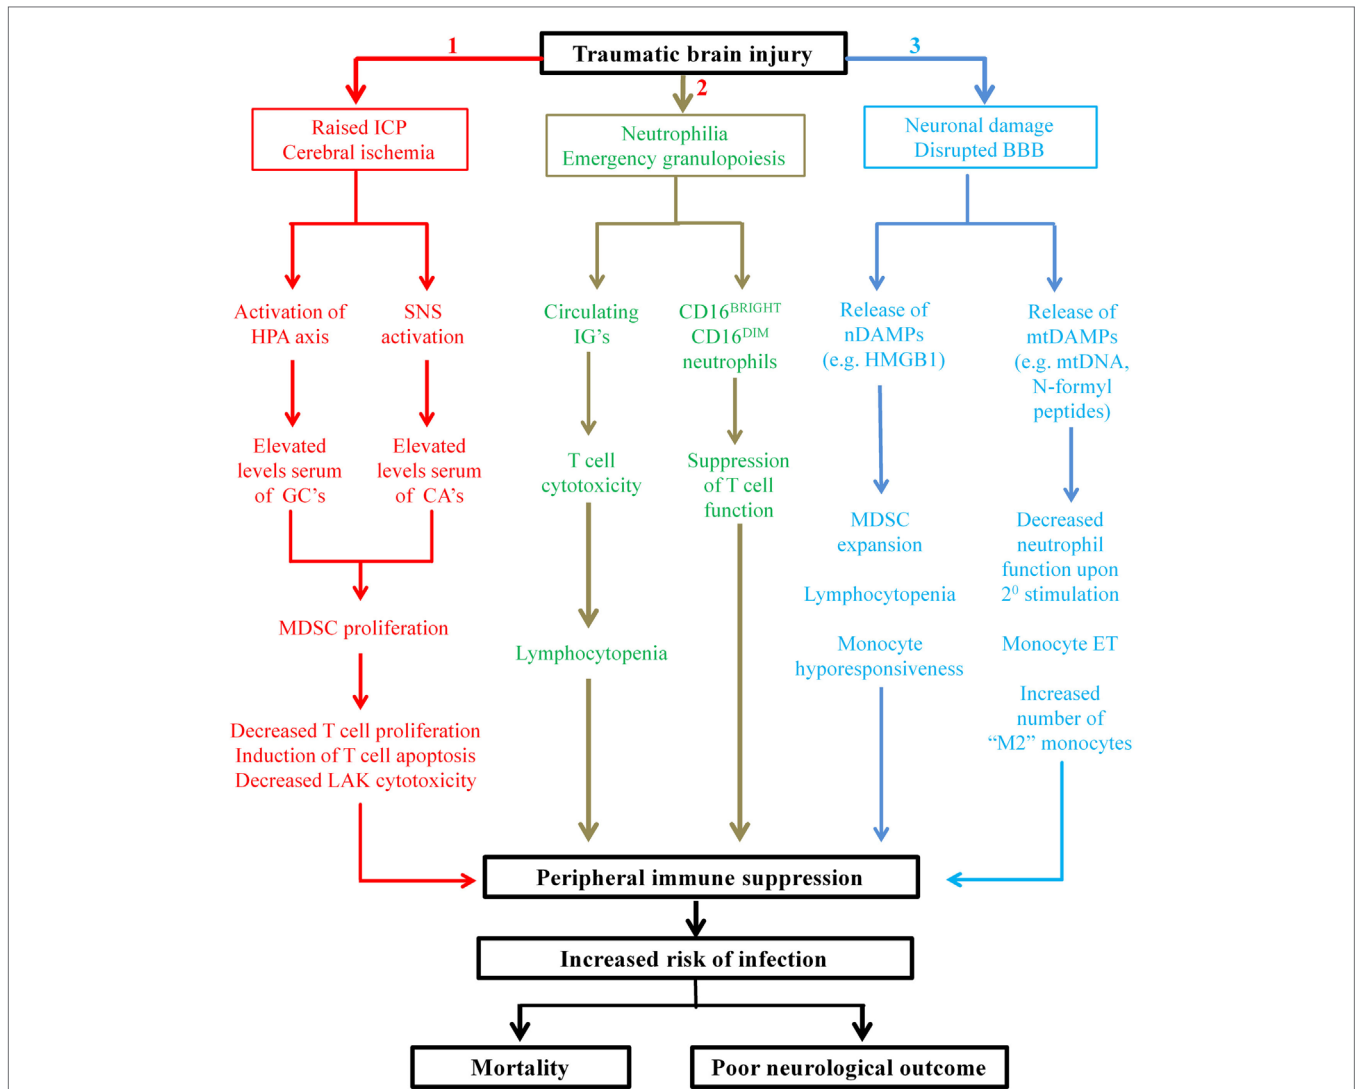 Traumatic brain injury
1
2
3
Raised ICP
Cerebral ischemia
Neutrophilia
Emergency granulopoiesis
Neuronal damage
Disrupted BBB
Activation of
HPA axis
SNS
activation
Circulating
IG's
CD16BRIGHT
CD16DIM
neutrophils
Release of
nDAMPs
(e.g. HMGB1)
Release of
mtDAMPs
(e.g. mtDNA,
N-formyl
peptides)
Elevated
levels serum
of GC's
Elevated
levels serum
of CA's
T cell
cytotoxicity
Suppression
of T cell
function
MDSC
expansion
Lymphocytopenia
Monocyte
hyporesponsiveness
Decreased
neutrophil
function upon
2⁰ stimulation
Monocyte ET
Increased
number of
“M2” monocytes
MDSC proliferation
Lymphocytopenia
Decreased T cell proliferation
Induction of T cell apoptosis
Decreased LAK cytotoxicity
Peripheral immune suppression
Increased risk of infection
Mortality
Poor neurological outcome